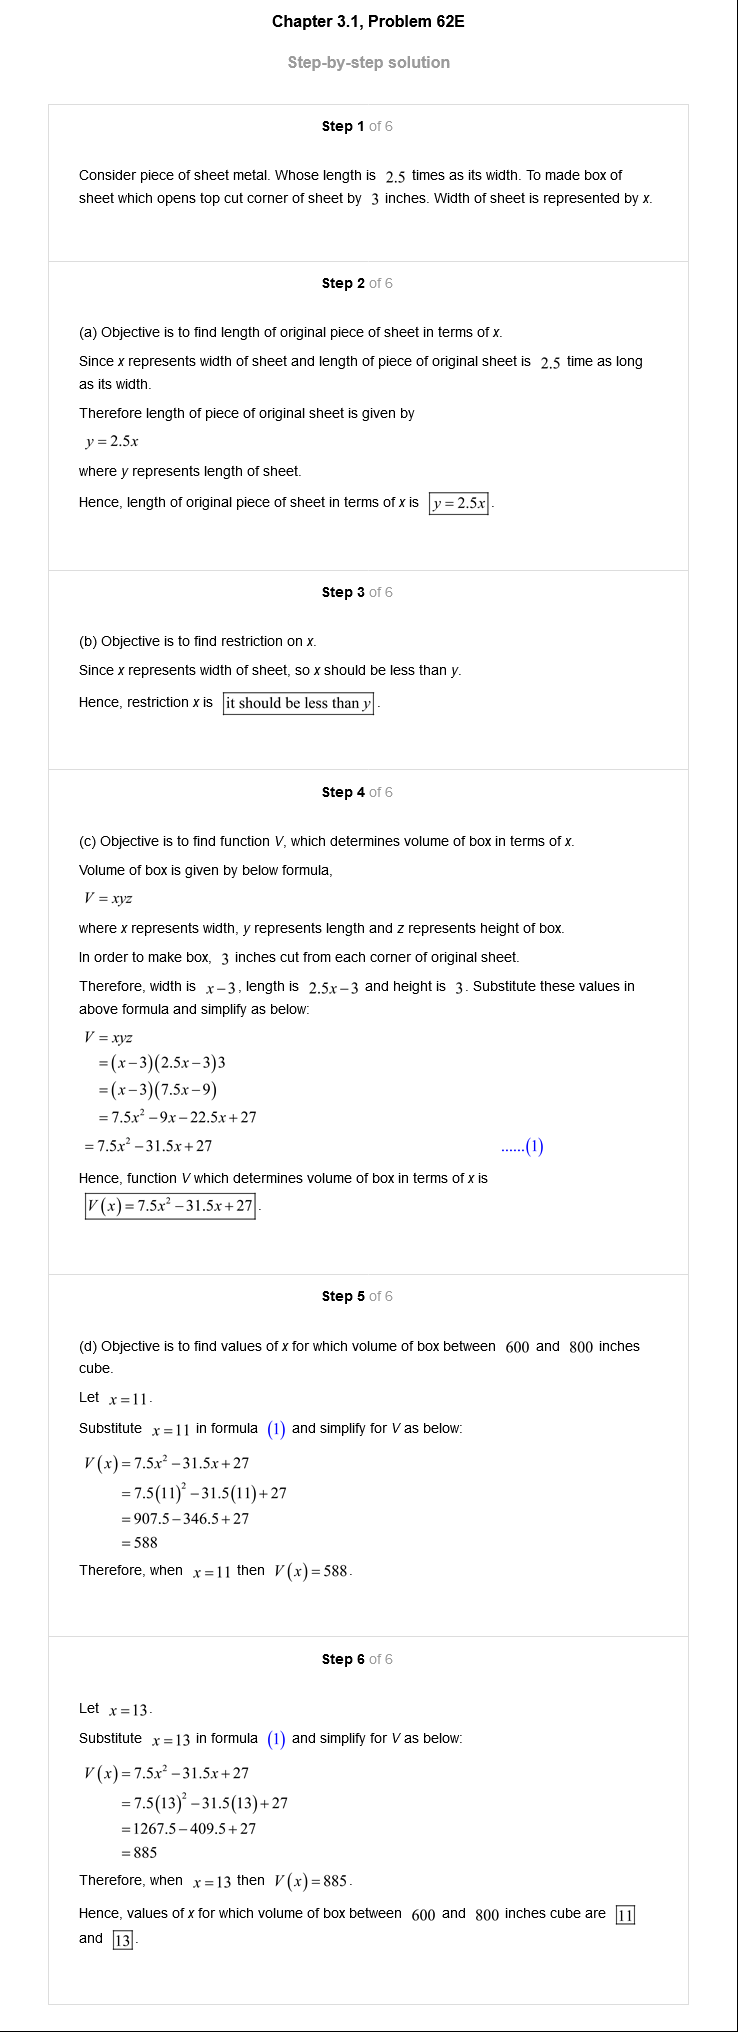 Chapter 3.1, Problem 62E
Step-by-step solution
Step 1 of 6
Consider piece of sheet metal. Whose length is 2.5 times as its width. To made box of
sheet which opens top cut corner of sheet by 3 inches. Width of sheet is represented by x.
Step 2 of 6
(a) Objective is to find length of original piece of sheet in terms of x.
Since x represents width of sheet and length of piece of original sheet is 2.5 time as long
as its width.
Therefore length of piece of original sheet is given by
y = 2.5x
where y represents length of sheet.
Hence, length of original piece of sheet in terms of x is y = 2.5x.
Step 3 of 6
(b) Objective is to find restriction on x.
Since x represents width of sheet, so x should be less than y.
Hence, restriction x is it should be less than y.
Step 4 of 6
(c) Objective is to find function V, which determines volume of box in terms of x.
Volume of box is given by below formula,
V = xyz
where x represents width, y represents length and z represents height of box.
In order to make box, 3 inches cut from each corner of original sheet.
Therefore, width is x−3, length is 2.5x−3 and height is 3. Substitute these values in
above formula and simplify as below:
V = xyz
=(x−3)(2.5x−3)3
=(x−3)(7.5x−9)
= 7.5x² −9x−22.5x+27
= 7.5x² −31.5x+27 ......(1)
Hence, function V which determines volume of box in terms of x is
V(x)= 7.5x² −31.5x+27.
Step 5 of 6
(d) Objective is to find values of x for which volume of box between 600 and 800 inches
cube.
Let x=11.
Substitute x=11 in formula (1) and simplify for V as below:
V(x)= 7.5x² −31.5x+27
= 7.5(11)² −31.5(11)+27
= 907.5−346.5+27
= 588
Therefore, when x=11 then V(x)=588.
Step 6 of 6
Let x=13.
Substitute x=13 in formula (1) and simplify for V as below:
V(x)= 7.5x² −31.5x+27
= 7.5(13)² −31.5(13)+27
=1267.5−409.5+27
=885
Therefore, when x=13 then V(x)=885.
Hence, values of x for which volume of box between 600 and 800 inches cube are 11
and 13.